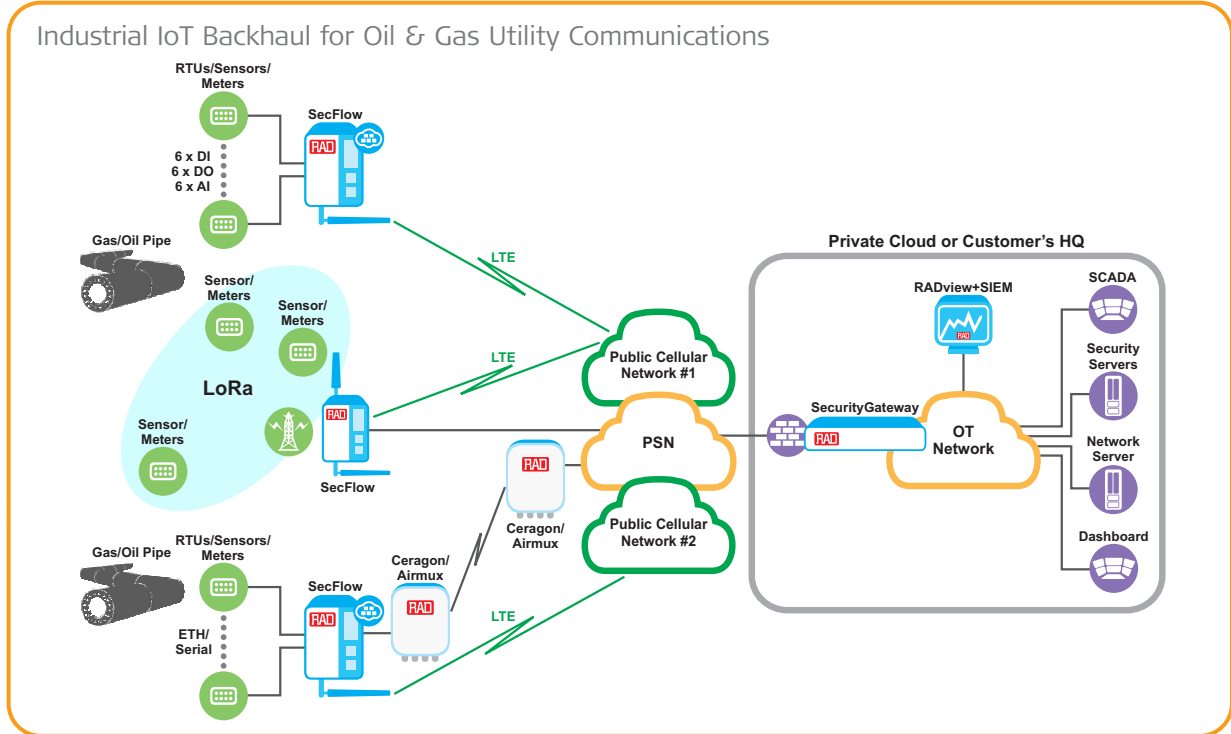 Industrial IoT Backhaul for Oil & Gas Utility Communications
RTUs/Sensors/
Meters
SecFlow
RAD
6 x DI
6 x DO
6 x AI
Gas/Oil Pipe
LTE
Sensor/
Meters
Sensor/
Meters
LoRa
Sensor/
Meters
RAD
SecFlow
LTE
Public Cellular
Network #1
PSN
Public Cellular
Network #2
RAD
Ceragon/
Airmux
Gas/Oil Pipe
RTUs/Sensors/
Meters
ETH/
Serial
SecFlow
RAD
Ceragon/
Airmux
RAD
LTE
Private Cloud or Customer's HQ
RADview+SIEM
RAD
SecurityGateway
RAD
OT
Network
SCADA
Security
Servers
Network
Server
Dashboard